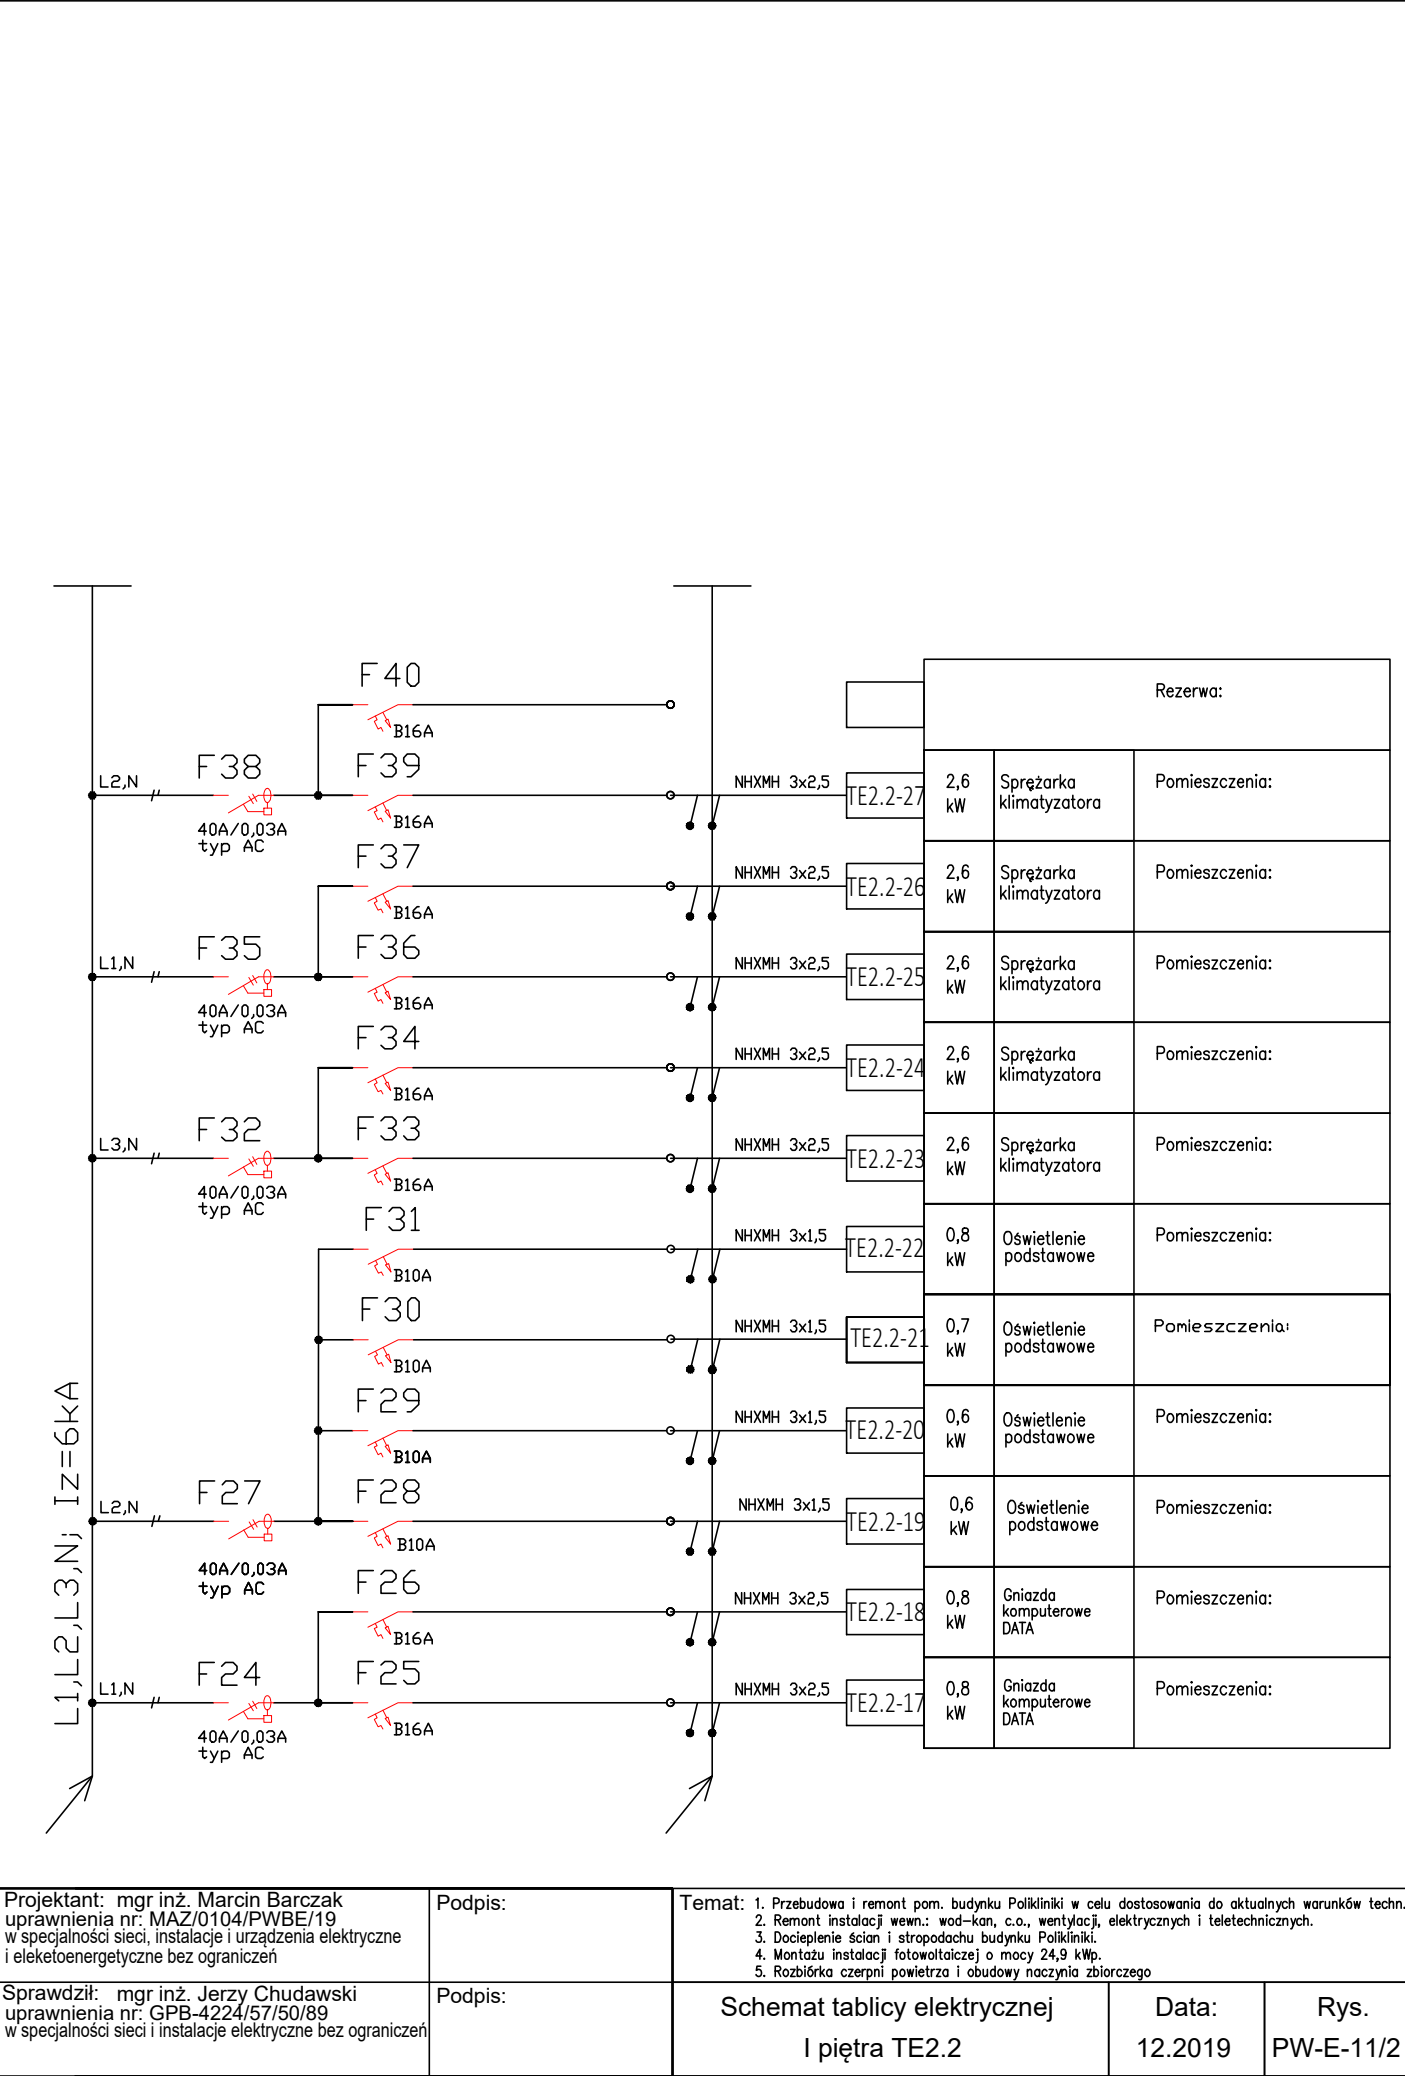 F40
B16A
Rezerwa:
L2,N
F38
40A/0,03A
typ AC
F39
B16A
NHXMH 3x2,5
TE2.2-27
2,6
kW
Sprężarka
klimatyzatora
Pomieszczenia:
F37
B16A
NHXMH 3x2,5
TE2.2-26
2,6
kW
Sprężarka
klimatyzatora
Pomieszczenia:
L1,N
F35
40A/0,03A
typ AC
F36
B16A
NHXMH 3x2,5
TE2.2-25
2,6
kW
Sprężarka
klimatyzatora
Pomieszczenia:
F34
B16A
NHXMH 3x2,5
TE2.2-24
2,6
kW
Sprężarka
klimatyzatora
Pomieszczenia:
L3,N
F32
40A/0,03A
typ AC
F33
B16A
NHXMH 3x2,5
TE2.2-23
2,6
kW
Sprężarka
klimatyzatora
Pomieszczenia:
F31
B10A
NHXMH 3x1,5
TE2.2-22
0,8
kW
Oświetlenie
podstawowe
Pomieszczenia:
F30
B10A
NHXMH 3x1,5
TE2.2-21
0,7
kW
Oświetlenie
podstawowe
Pomieszczenia:
F29
B10A
NHXMH 3x1,5
TE2.2-20
0,6
kW
Oświetlenie
podstawowe
Pomieszczenia:
L2,N
F27
40A/0,03A
typ AC
F28
B10A
NHXMH 3x1,5
TE2.2-19
0,6
kW
Oświetlenie
podstawowe
Pomieszczenia:
F26
B16A
NHXMH 3x2,5
TE2.2-18
0,8
kW
Gniazda
komputerowe
DATA
Pomieszczenia:
L1,N
F24
40A/0,03A
typ AC
F25
B16A
NHXMH 3x2,5
TE2.2-17
0,8
kW
Gniazda
komputerowe
DATA
Pomieszczenia:
L1,L2,L3,N; Iz=6kA
Projektant: mgr inż. Marcin Barczak
uprawnienia nr: MAZ/0104/PWBE/19
w specjalności sieci, instalacje i urządzenia elektryczne
i eleketoenergetyczne bez ograniczeń
Podpis:
Temat: 1. Przebudowa i remont pom. budynku Polikliniki w celu dostosowania do aktualnych warunków techn.
2. Remont instalacji wewn.: wod-kan, c.o., wentylacji, elektrycznych i teletechnicznych.
3. Docieplenie ścian i stropodachu budynku Polikliniki.
4. Montażu instalacji fotowoltaiczej o mocy 24,9 kWp.
5. Rozbiórka czerpni powietrza i obudowy naczynia zbiorczego
Sprawdził: mgr inż. Jerzy Chudawski
uprawnienia nr: GPB-4224/57/50/89
w specjalności sieci i instalacje elektryczne bez ograniczeń
Podpis:
Schemat tablicy elektrycznej
I piętra TE2.2
Data:
12.2019
Rys.
PW-E-11/2